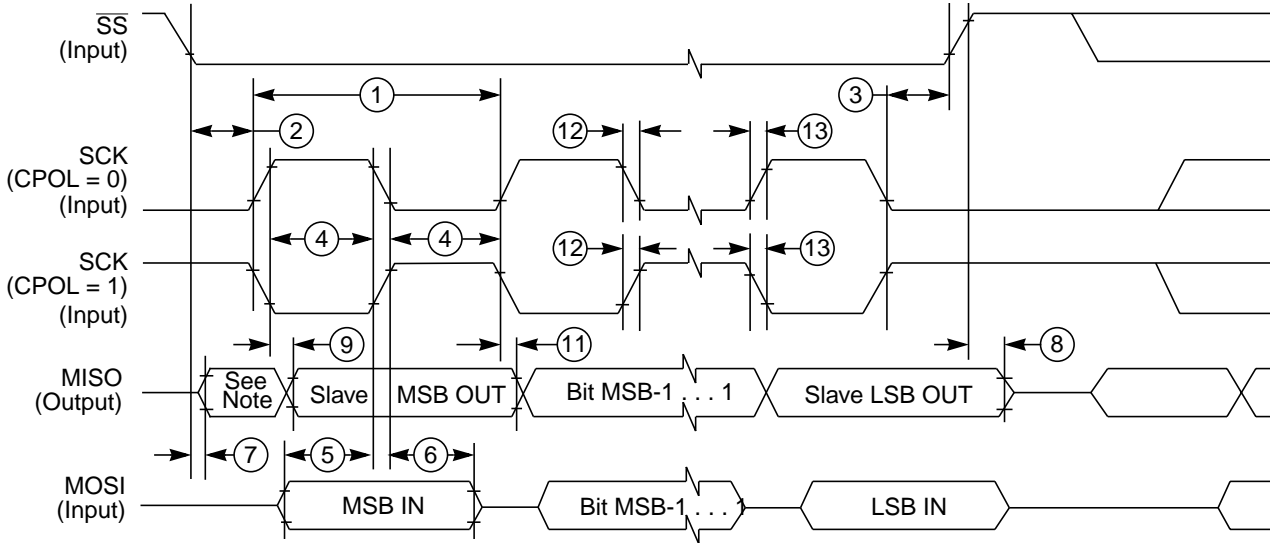 SS
(Input)
1
3
2
12
13
SCK
(CPOL = 0)
(Input)
4
4
12
13
SCK
(CPOL = 1)
(Input)
9
11
8
MISO
(Output)
See
Note
Slave
MSB OUT
Bit MSB-1 . . . 1
Slave LSB OUT
7
5
6
MOSI
(Input)
MSB IN
Bit MSB-1 . . . 1
LSB IN